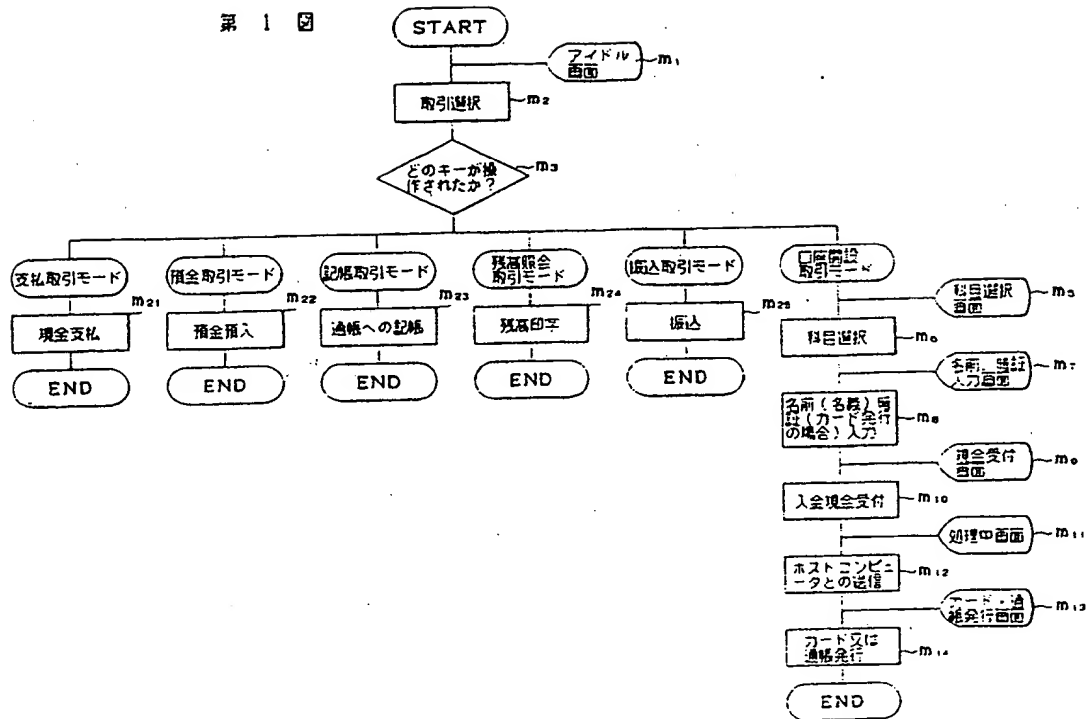 第 1 図
START
アイドル
画面
m₁
取引選択
m₂
どのキーが操
作されたか？
m₃
支払取引モード
預金取引モード
記帳取引モード
残高照会
取引モード
振込取引モード
口座開設
取引モード
m₂₁
m₂₂
m₂₃
m₂₄
m₂₅
現金支払
預金預入
通帳への記帳
残高印字
振込
END
END
END
END
END
科目選択
画面
m₅
科目選択
m₆
名前、暗証
入力画面
m₇
名前（名義）暗
証（カード発行
の場合）入力
m₈
現金受付
画面
m₉
入金現金受付
m₁₀
処理中画面
m₁₁
ホストコンピュ
ータとの送信
m₁₂
カード・通
帳発行画面
m₁₃
カード又は
通帳発行
m₁₄
END